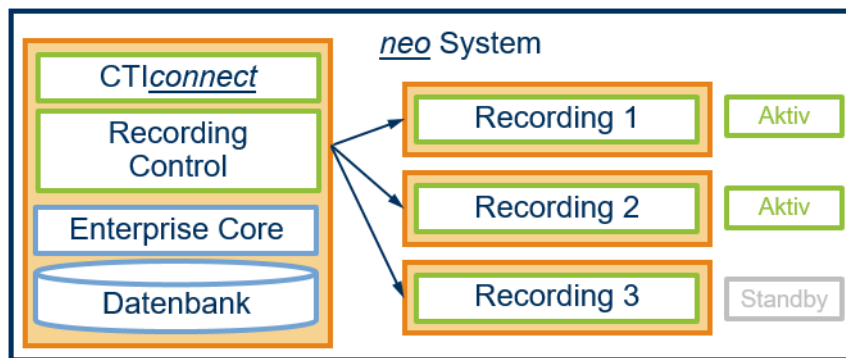 neo System
CTIconnect
Recording
Control
Enterprise Core
Datenbank
Recording 1
Aktiv
Recording 2
Aktiv
Recording 3
Standby